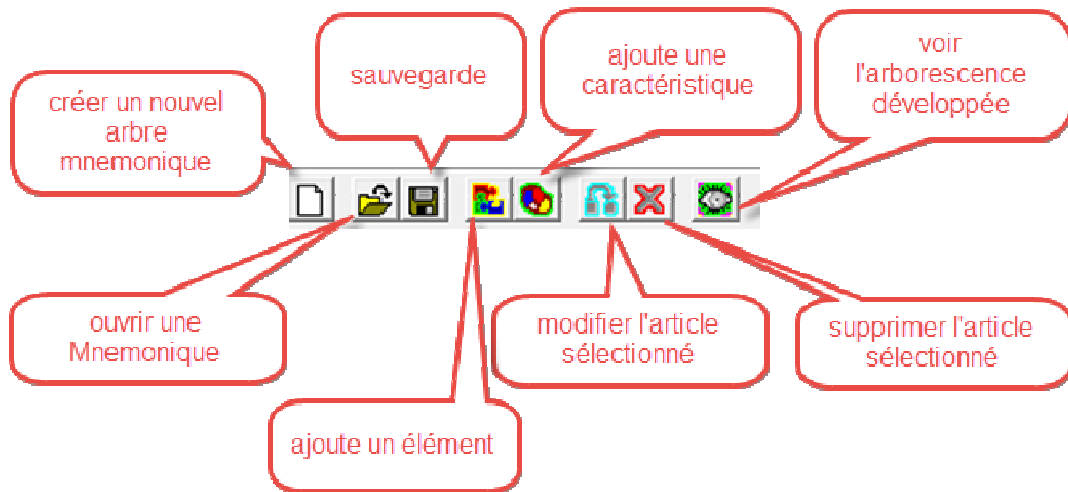 créer un nouvel
arbre
mnemonique
sauvegarde
ajoute une
caractéristique
voir
l'arborescence
développée
ouvrir une
Mnemonique
ajoute un élément
modifier l'article
sélectionné
supprimer l'article
sélectionné